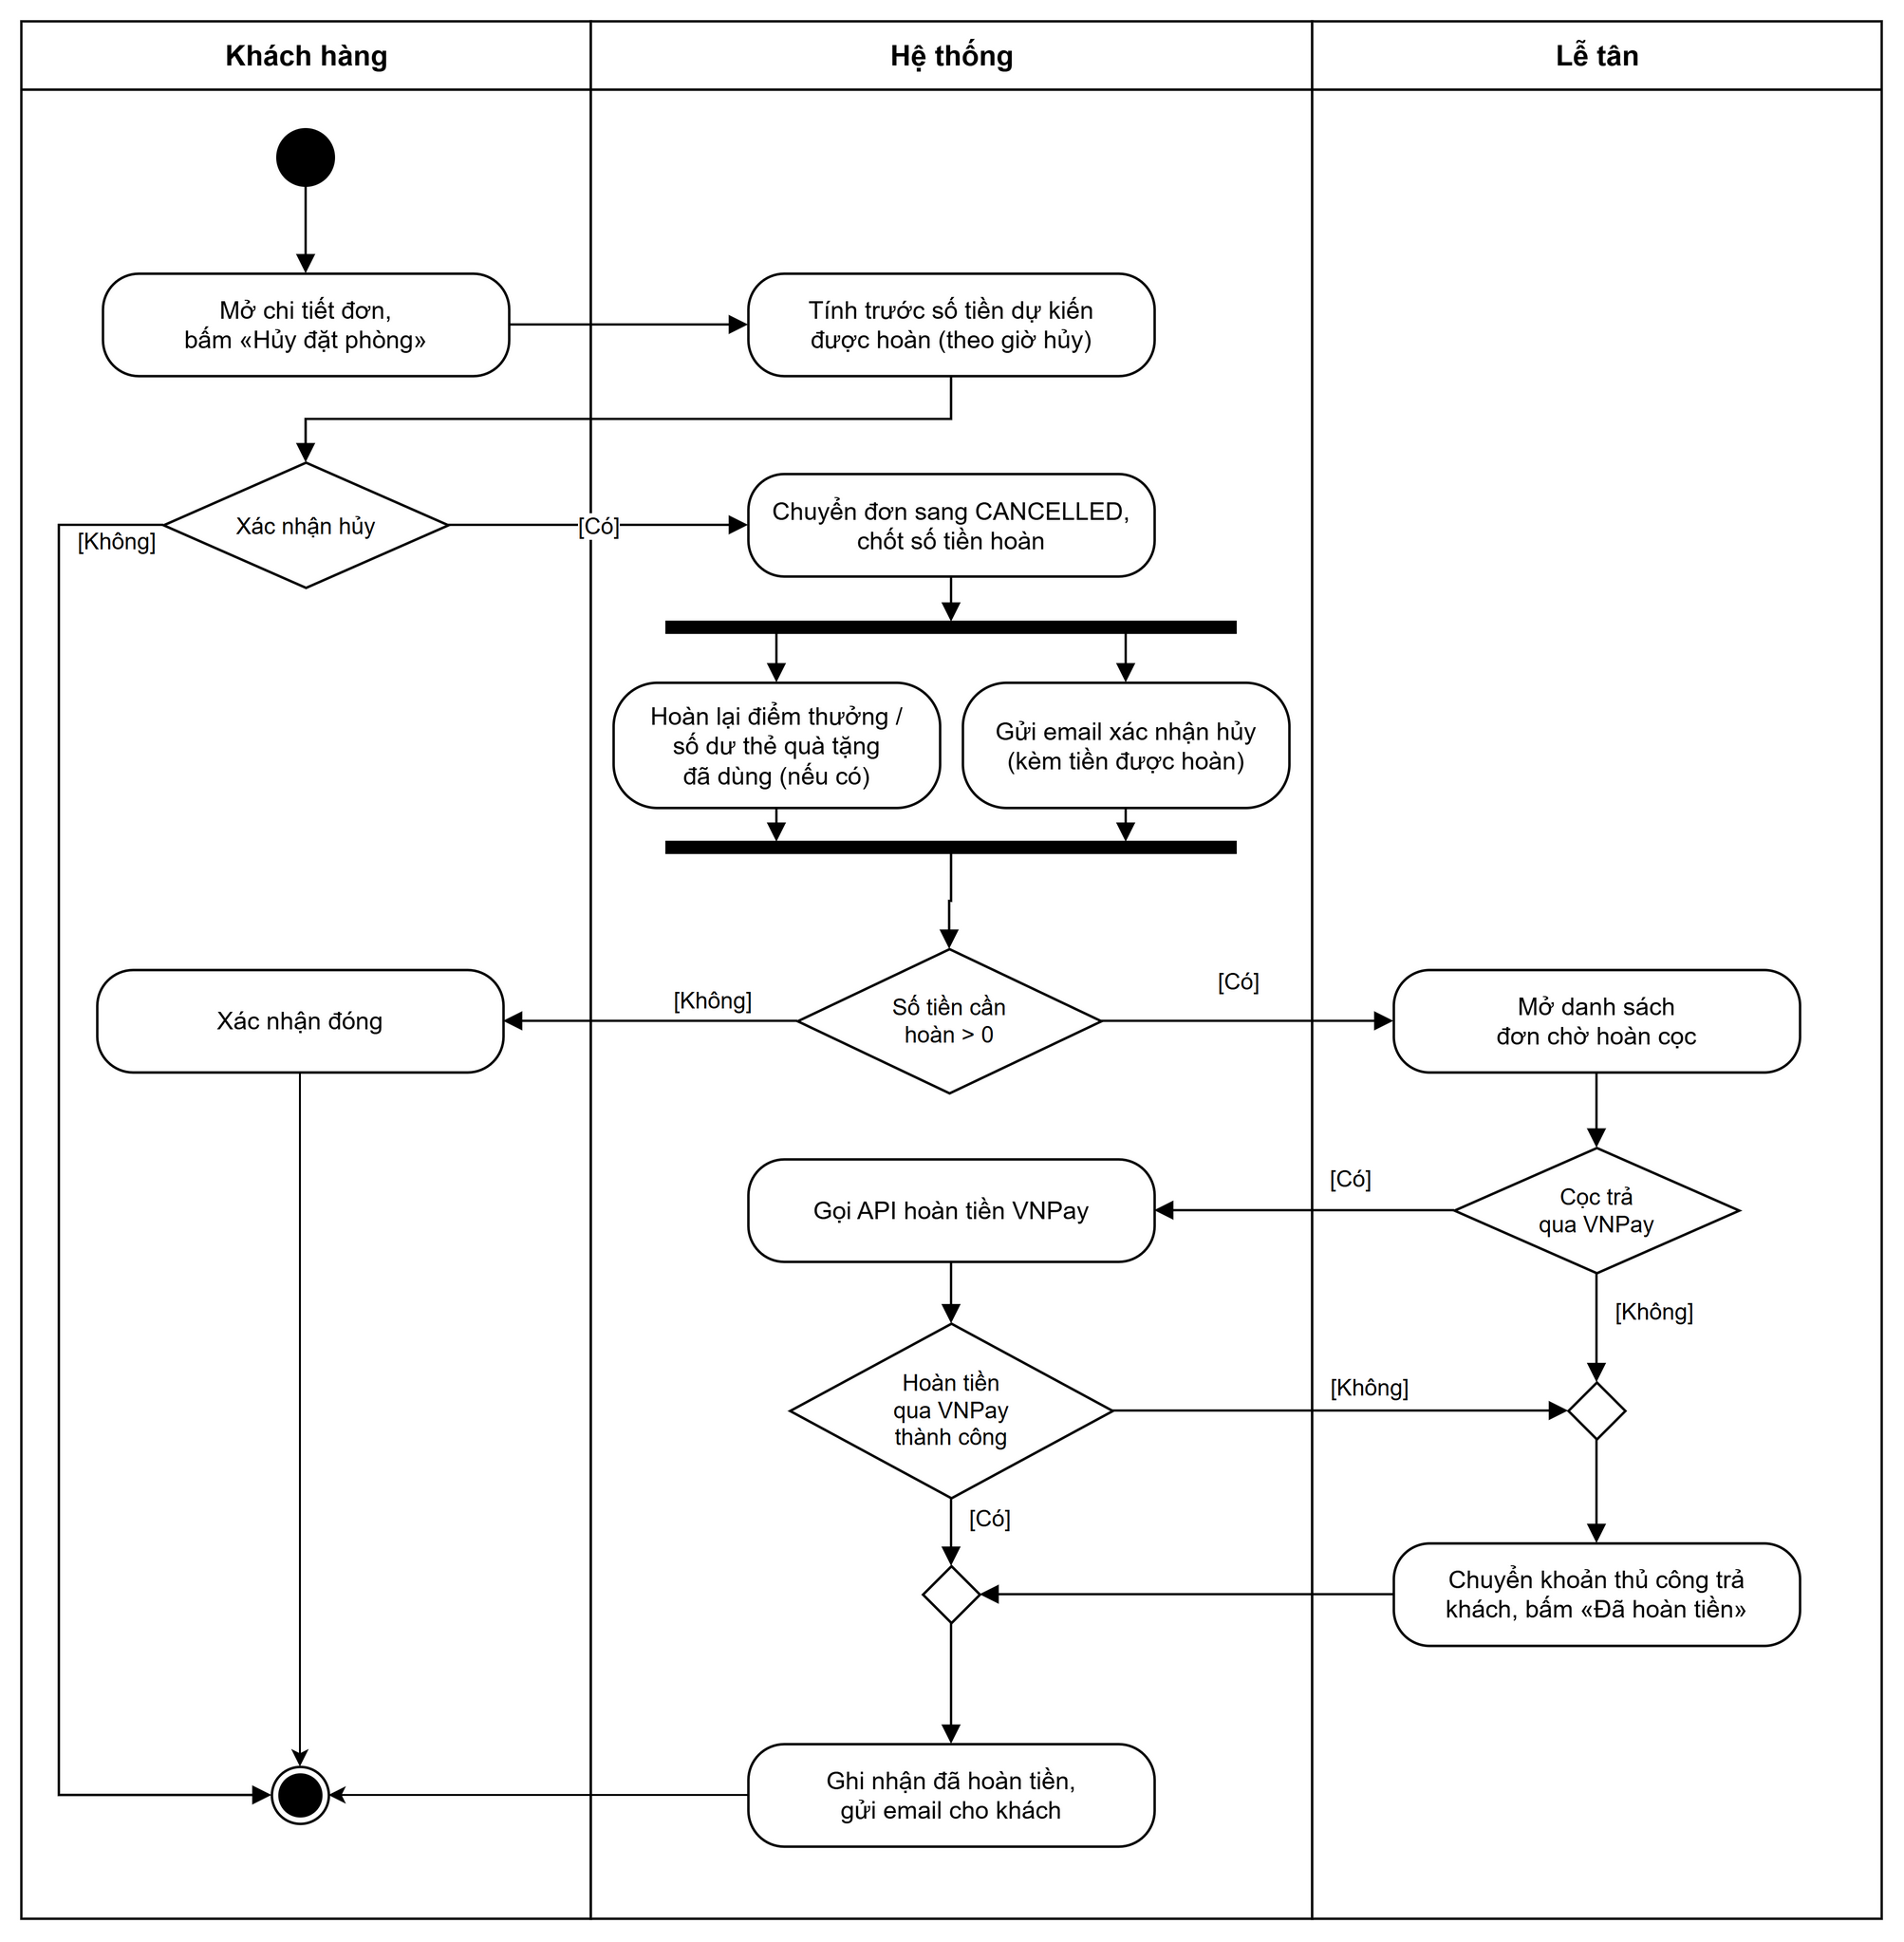 Khách hàng
Hệ thống
Lễ tân
Mở chi tiết đơn,
bấm «Hủy đặt phòng»
Tính trước số tiền dự kiến
được hoàn (theo giờ hủy)
Xác nhận hủy
[Không]
[Có]
Chuyển đơn sang CANCELLED,
chốt số tiền hoàn
Hoàn lại điểm thưởng /
số dư thẻ quà tặng
đã dùng (nếu có)
Gửi email xác nhận hủy
(kèm tiền được hoàn)
Xác nhận đóng
[Không]
Số tiền cần
hoàn > 0
[Có]
Mở danh sách
đơn chờ hoàn cọc
Gọi API hoàn tiền VNPay
[Có]
Cọc trả
qua VNPay
[Không]
Hoàn tiền
qua VNPay
thành công
[Không]
[Có]
Chuyển khoản thủ công trả
khách, bấm «Đã hoàn tiền»
Ghi nhận đã hoàn tiền,
gửi email cho khách